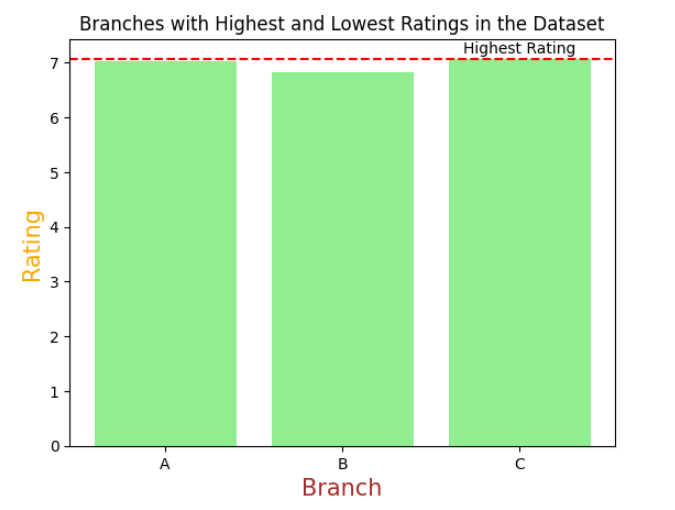 Branches with Highest and Lowest Ratings in the Dataset
Highest Rating
7
6
5
4
3
2
1
0
Rating
A B C
Branch